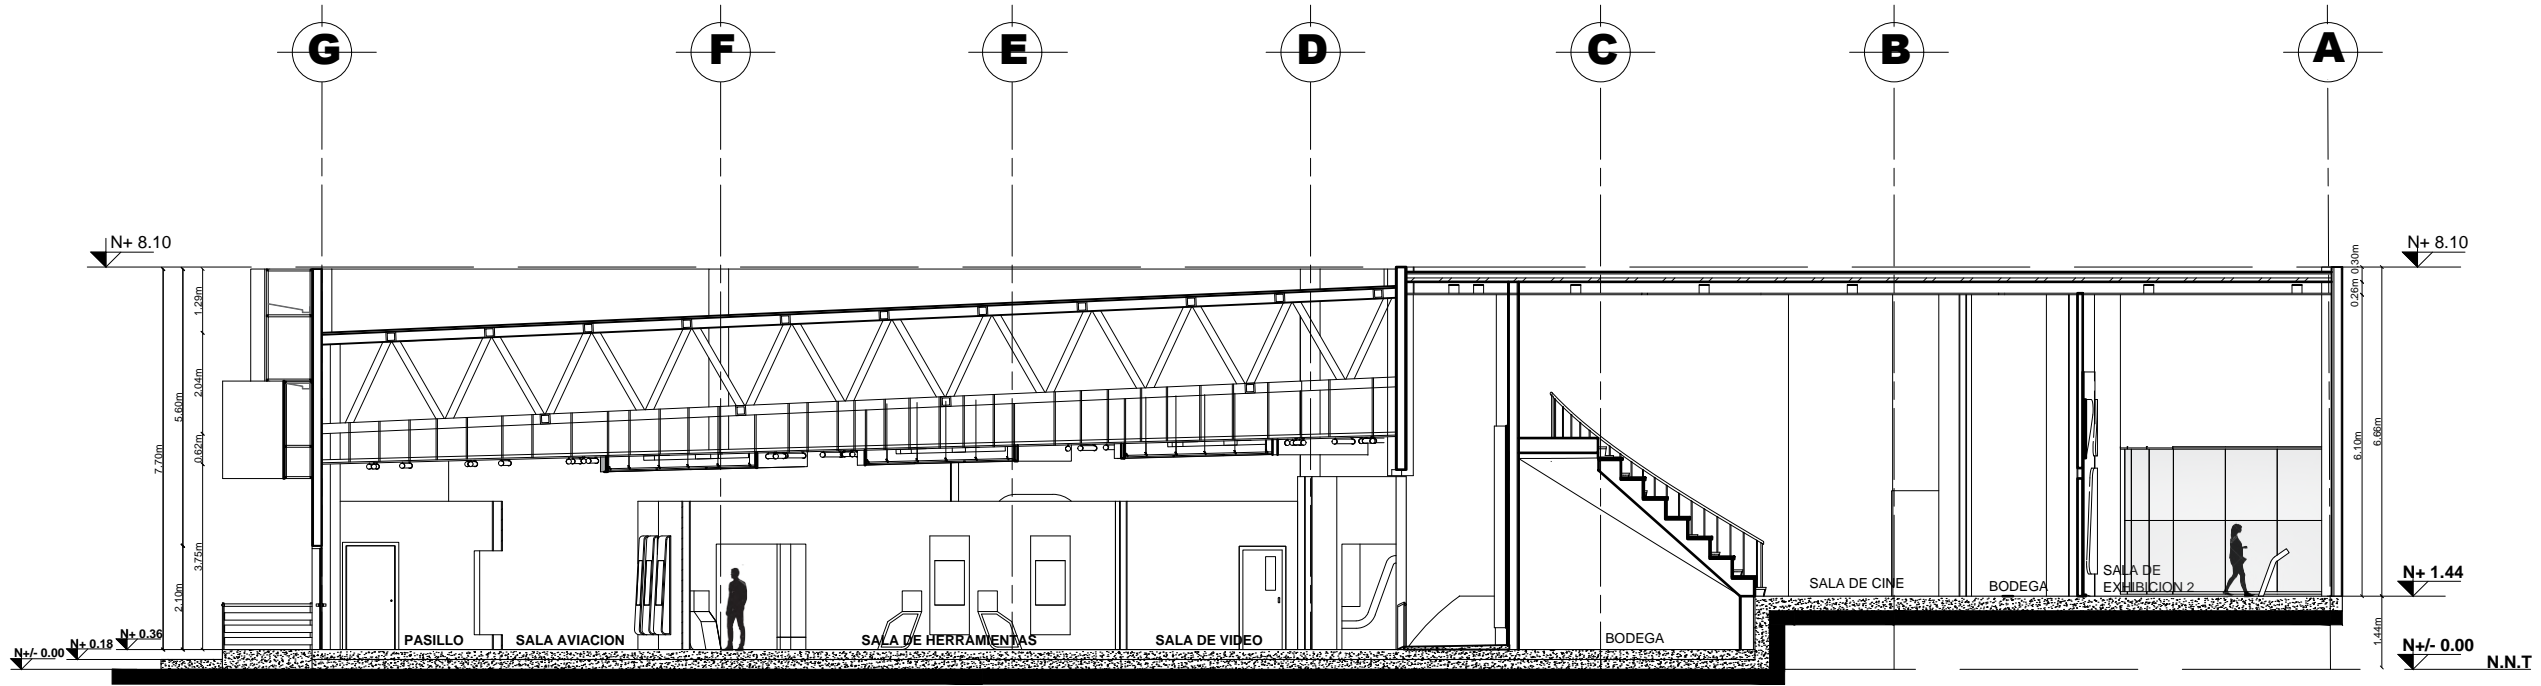 G
F
E
D
C
B
A
N+ 8.10
N+ 8.10
0.30m
0.26m
1.29m
2.04m
5.60m
0.62m
7.70m
3.75m
2.10m
6.10m
6.66m
1.44m
SALA DE CINE
BODEGA
SALA DE
EXHIBICION 2
N+ 1.44
PASILLO
SALA AVIACION
SALA DE HERRAMIENTAS
SALA DE VIDEO
BODEGA
N+ 0.36
N+ 0.18
N+/- 0.00
N+/- 0.00
N.N.T